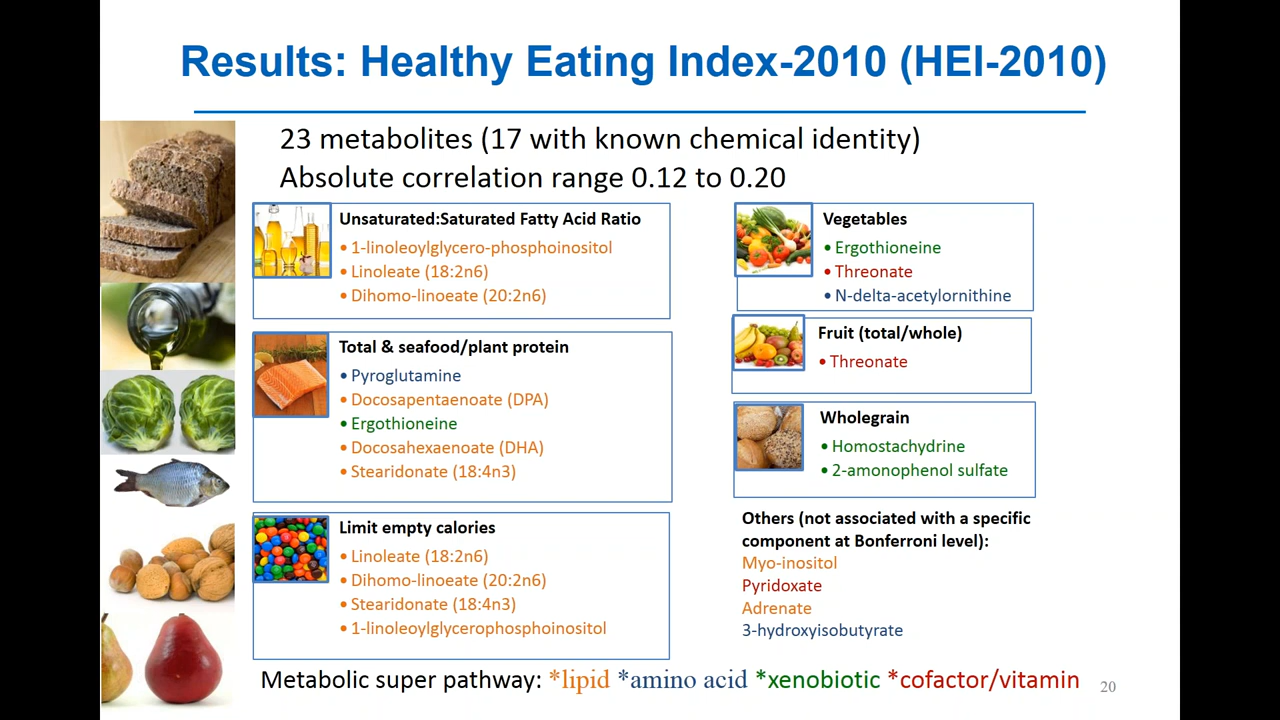 Results: Healthy Eating Index-2010 (HEI-2010)
23 metabolites (17 with known chemical identity)
Absolute correlation range 0.12 to 0.20
Unsaturated:Saturated Fatty Acid Ratio
• 1-linoleoylglycero-phosphoinositol
• Linoleate (18:2n6)
• Dihomo-linoeate (20:2n6)
Total & seafood/plant protein
• Pyroglutamine
• Docosapentaenoate (DPA)
• Ergothioneine
• Docosahexaenoate (DHA)
• Stearidonate (18:4n3)
Limit empty calories
• Linoleate (18:2n6)
• Dihomo-linoeate (20:2n6)
• Stearidonate (18:4n3)
• 1-linoleoylglycerophosphoinositol
Vegetables
• Ergothioneine
• Threonate
• N-delta-acetylornithine
Fruit (total/whole)
• Threonate
Wholegrain
• Homostachydrine
• 2-amonophenol sulfate
Others (not associated with a specific
component at Bonferroni level):
Myo-inositol
Pyridoxate
Adrenate
3-hydroxyisobutyrate
Metabolic super pathway: *lipid *amino acid *xenobiotic *cofactor/vitamin
20